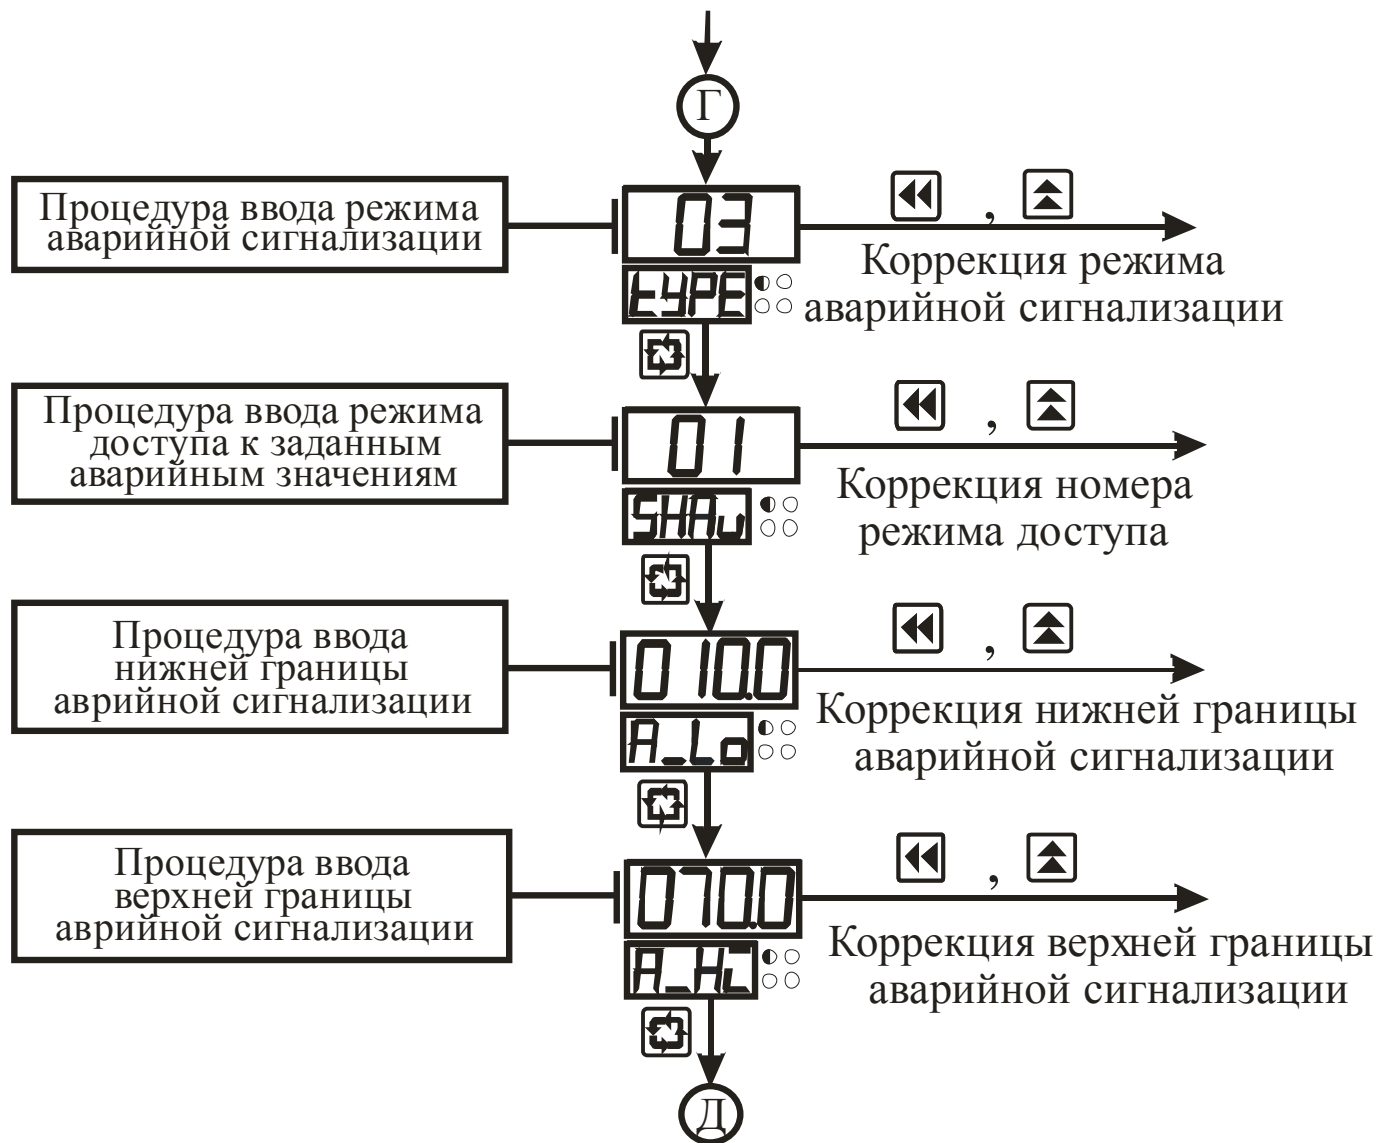 Г
Процедура ввода режима
аварийной сигнализации
03
tYPE
,
Коррекция режима
аварийной сигнализации
Процедура ввода режима
доступа к заданным
аварийным значениям
01
SHAu
,
Коррекция номера
режима доступа
Процедура ввода
нижней границы
аврийной сигнализации
010.0
A_Lo
,
Коррекция нижней границы
аварийной сигнализации
Процедура ввода
верхней границы
аврийной сигнализации
070.0
A_Hi
,
Коррекция верхней границы
аварийной сигнализации
Д